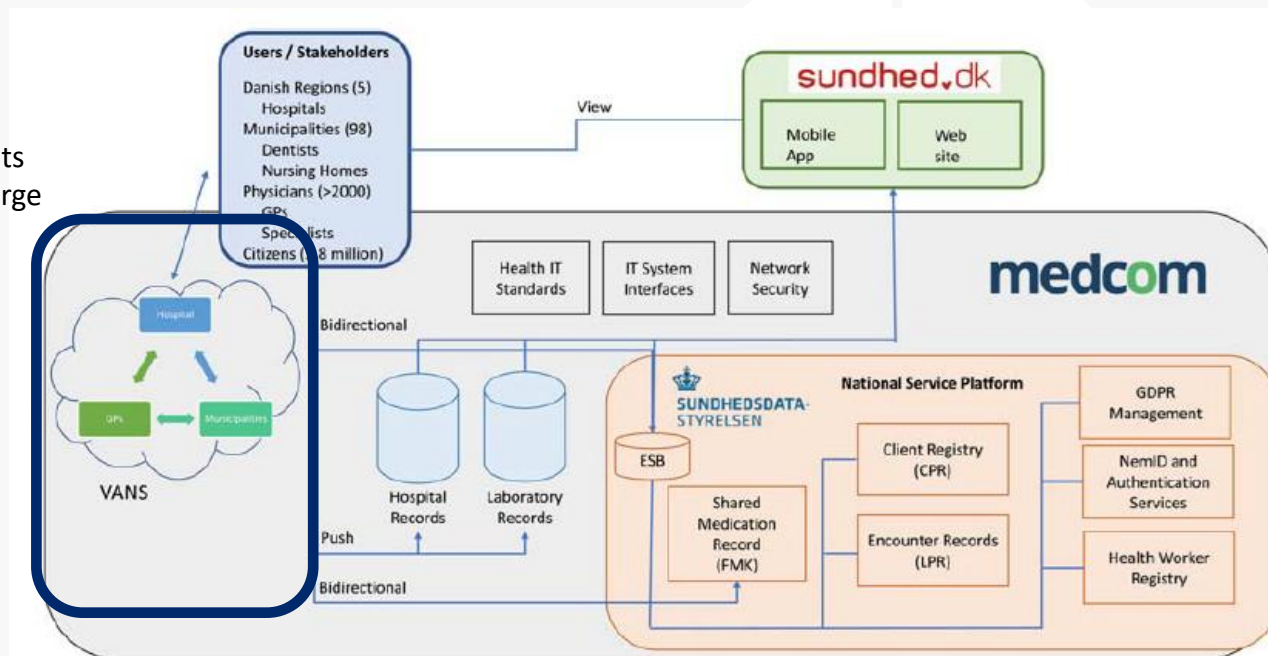 Users / Stakeholders
Danish Regions (5)
Hospitals
Municipalities (98)
Dentists
Nursing Homes
Physicians (>2000)
GPs
Specialists
Citizens ( 8 million)
ts
rge
View
sundhed.dk
Mobile
App
Web
site
Health IT
Standards
IT System
Interfaces
Network
Security
medcom
Hospital
GPs
Municipalities
VANS
Bidirectional
Hospital
Records
Laboratory
Records
Push
Bidirectional
SUNDHEDSDATA-
STYRELSEN
National Service Platform
ESB
Shared
Medication
Record
(FMK)
Client Registry
(CPR)
Encounter Records
(LPR)
GDPR
Management
NemID and
Authentication
Services
Health Worker
Registry